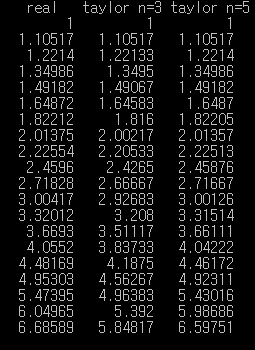 real taylor n=3 taylor n=5
1 1 1
1.10517 1.10517 1.10517
1.2214 1.22133 1.2214
1.34986 1.3495 1.34986
1.49182 1.49067 1.49182
1.64872 1.64583 1.6487
1.82212 1.816 1.82205
2.01375 2.00217 2.01357
2.22554 2.20533 2.22513
2.4596 2.4265 2.45876
2.71828 2.66667 2.71667
3.00417 2.92683 3.00126
3.32012 3.208 3.31514
3.6693 3.51117 3.66111
4.0552 3.83733 4.04222
4.48169 4.1875 4.46172
4.95303 4.56267 4.92311
5.47395 4.96383 5.43016
6.04965 5.392 5.98686
6.68589 5.84817 6.59751